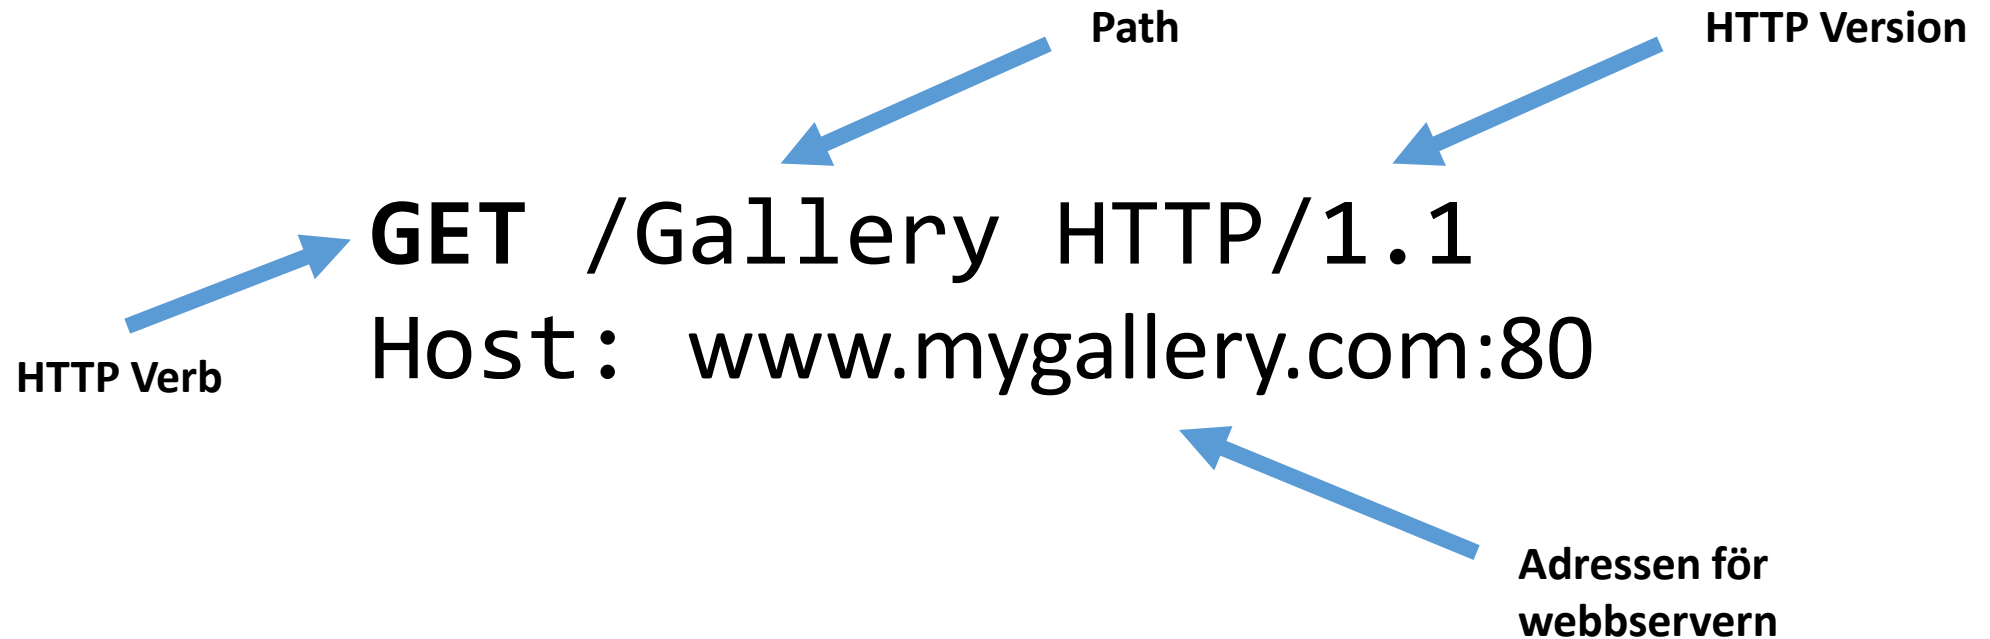 Path
HTTP Version
GET /Gallery HTTP/1.1
Host: www.mygallery.com:80
HTTP Verb
Adressen för
webbservern